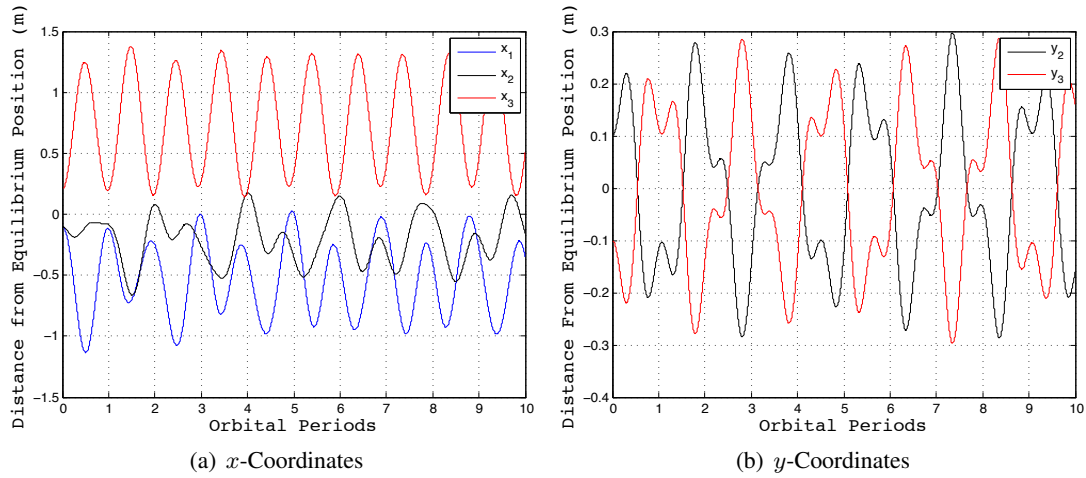 Distance from Equilibrium Position (m)
1.5
1
0.5
0
−0.5
−1
−1.5
x1
x2
x3
0 1 2 3 4 5 6 7 8 9 10
Orbital Periods
(a) x-Coordinates
Distance From Equilibrium Position (m)
0.3
0.2
0.1
0
−0.1
−0.2
−0.3
−0.4
y2
y3
0 1 2 3 4 5 6 7 8 9 10
Orbital Periods
(b) y-Coordinates